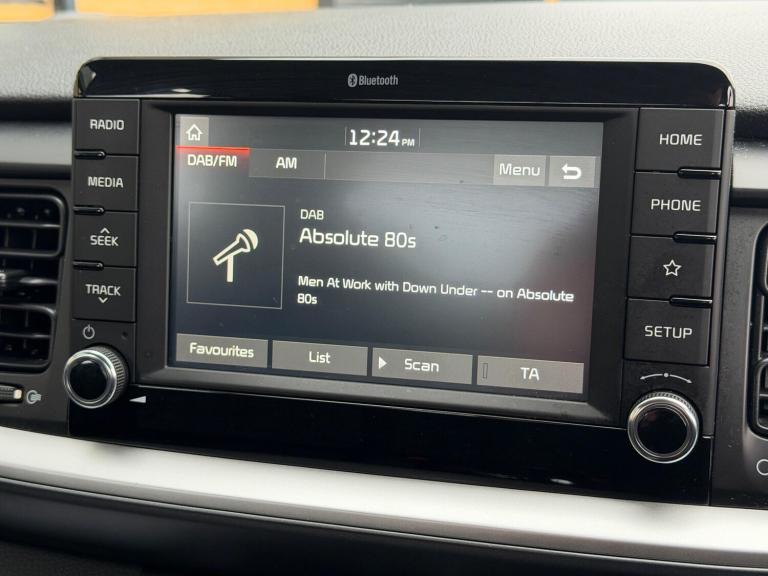 Bluetooth
RADIO
MEDIA
SEEK
TRACK
12:24 PM
DAB/FM AM Menu
DAB
Absolute 80s
Men At Work with Down Under -- on Absolute
80s
Favourites List Scan TA
HOME
PHONE
SETUP